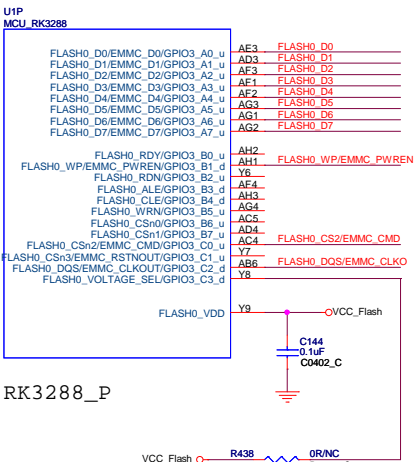 U1P
MCU_RK3288
FLASH0_D0/EMMC_D0/GPIO3_A0_u AE3 FLASH0_D0
FLASH0_D1/EMMC_D1/GPIO3_A1_u AD3 FLASH0_D1
FLASH0_D2/EMMC_D2/GPIO3_A2_u AF3 FLASH0_D2
FLASH0_D3/EMMC_D3/GPIO3_A3_u AF1 FLASH0_D3
FLASH0_D4/EMMC_D4/GPIO3_A4_u AF2 FLASH0_D4
FLASH0_D5/EMMC_D5/GPIO3_A5_u AG3 FLASH0_D5
FLASH0_D6/EMMC_D6/GPIO3_A6_u AG1 FLASH0_D6
FLASH0_D7/EMMC_D7/GPIO3_A7_u AG2 FLASH0_D7
FLASH0_RDY/GPIO3_B0_u AH2
FLASH0_WP/EMMC_PWREN/GPIO3_B1_d AH1 FLASH0_WP/EMMC_PWREN
FLASH0_RDN/GPIO3_B2_u Y6
FLASH0_ALE/GPIO3_B3_d AF4
FLASH0_CLE/GPIO3_B4_d AH3
FLASH0_WRN/GPIO3_B5_u AG4
FLASH0_CSn0/GPIO3_B6_u AC5
FLASH0_CSn1/GPIO3_B7_u AD4
FLASH0_CSn2/EMMC_CMD/GPIO3_C0_u AC4 FLASH0_CS2/EMMC_CMD
FLASH0_CSn3/EMMC_RSTNOUT/GPIO3_C1_u Y7
FLASH0_DQS/EMMC_CLKOUT/GPIO3_C2_d AB6 FLASH0_DQS/EMMC_CLKO
FLASH0_VOLTAGE_SEL/GPIO3_C3_d Y8
FLASH0_VDD Y9 VCC_Flash
C144
0.1uF
C0402_C
RK3288_P
VCC_Flash R438 0R/NC